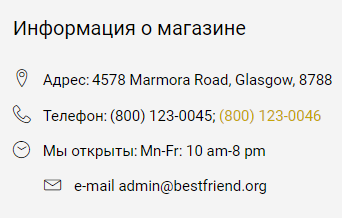 Информация о магазине
Адрес: 4578 Marmora Road, Glasgow, 8788
Телефон: (800) 123-0045; (800) 123-0046
Мы открыты: Mn-Fr: 10 am-8 pm
e-mail admin@bestfriend.org